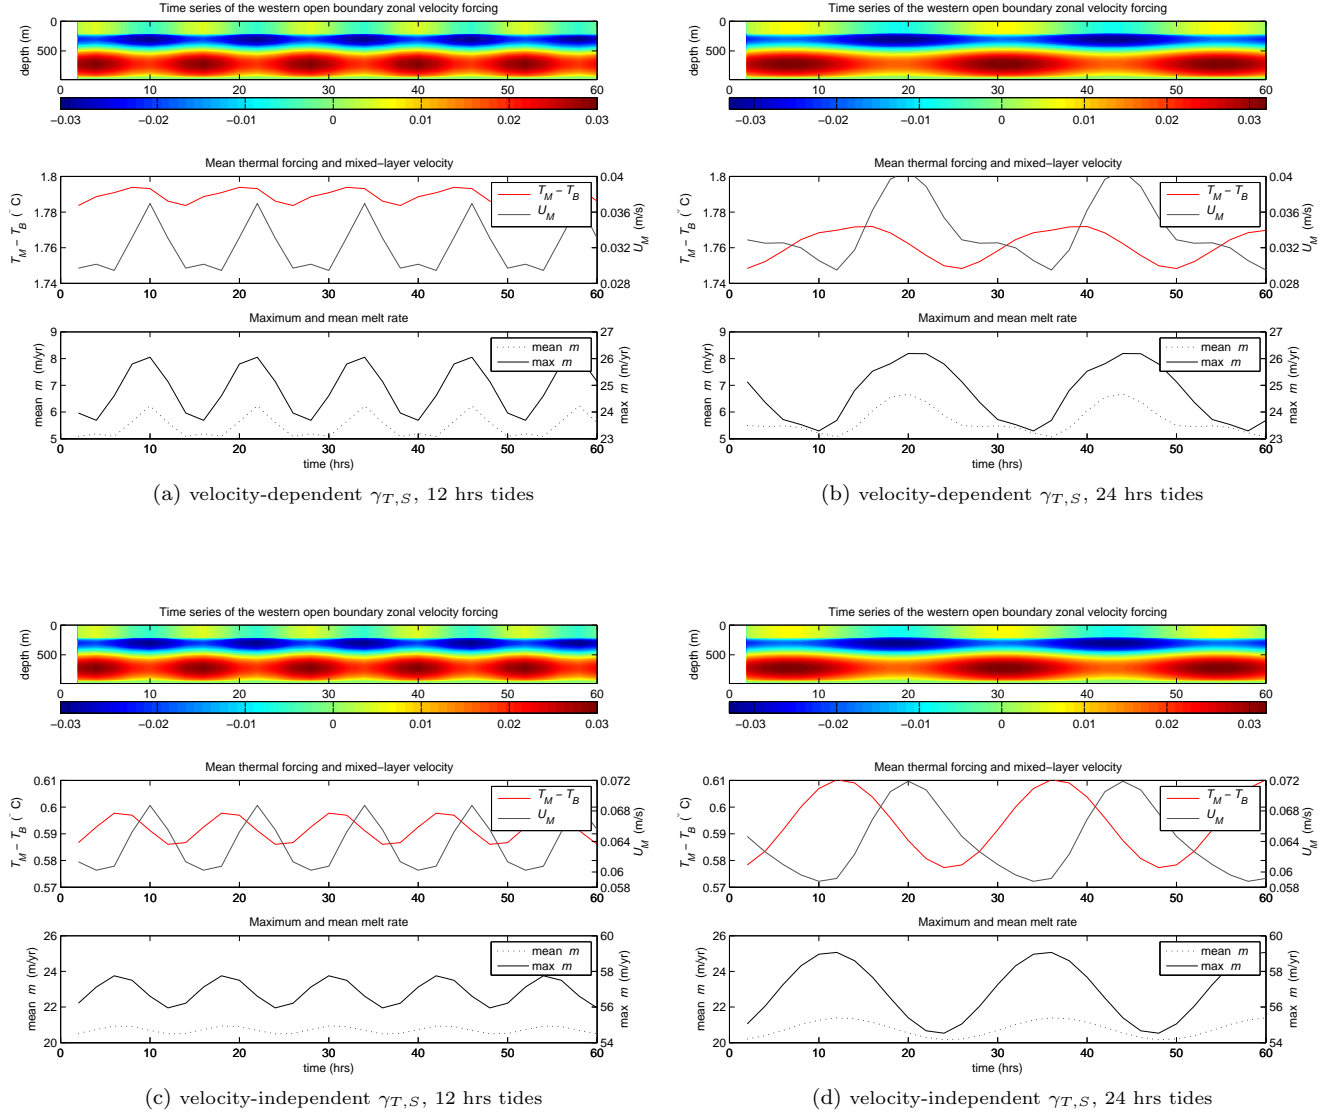 Time series of the western open boundary zonal velocity forcing
depth (m)
0
500
0 10 20 30 40 50 60
−0.03 −0.02 −0.01 0 0.01 0.02 0.03
Mean thermal forcing and mixed−layer velocity
T_M − T_B (°C)
1.8
1.78
1.76
1.74
T_M − T_B
U_M
0.04
0.036
0.032
0.028
U_M (m/s)
0 10 20 30 40 50 60
Maximum and mean melt rate
mean m (m/yr)
9
8
7
6
5
mean m
max m
27
26
25
24
23
max m (m/yr)
0 10 20 30 40 50 60
time (hrs)
(a) velocity-dependent γ_{T,S}, 12 hrs tides
Time series of the western open boundary zonal velocity forcing
depth (m)
0
500
0 10 20 30 40 50 60
−0.03 −0.02 −0.01 0 0.01 0.02 0.03
Mean thermal forcing and mixed−layer velocity
T_M − T_B (°C)
1.8
1.78
1.76
1.74
T_M − T_B
U_M
0.04
0.036
0.032
0.028
U_M (m/s)
0 10 20 30 40 50 60
Maximum and mean melt rate
mean m (m/yr)
9
8
7
6
5
mean m
max m
27
26
25
24
23
max m (m/yr)
0 10 20 30 40 50 60
time (hrs)
(b) velocity-dependent γ_{T,S}, 24 hrs tides
Time series of the western open boundary zonal velocity forcing
depth (m)
0
500
0 10 20 30 40 50 60
−0.03 −0.02 −0.01 0 0.01 0.02 0.03
Mean thermal forcing and mixed−layer velocity
T_M − T_B (°C)
0.61
0.6
0.59
0.58
0.57
T_M − T_B
U_M
0.072
0.068
0.064
0.06
0.058
U_M (m/s)
0 10 20 30 40 50 60
Maximum and mean melt rate
mean m (m/yr)
26
24
22
21
20
mean m
max m
60
58
56
54
max m (m/yr)
0 10 20 30 40 50 60
time (hrs)
(c) velocity-independent γ_{T,S}, 12 hrs tides
Time series of the western open boundary zonal velocity forcing
depth (m)
0
500
0 10 20 30 40 50 60
−0.03 −0.02 −0.01 0 0.01 0.02 0.03
Mean thermal forcing and mixed−layer velocity
T_M − T_B (°C)
0.61
0.6
0.59
0.58
0.57
T_M − T_B
U_M
0.072
0.068
0.064
0.06
0.058
U_M (m/s)
0 10 20 30 40 50 60
Maximum and mean melt rate
mean m (m/yr)
26
24
22
21
20
mean m
max m
60
58
56
54
max m (m/yr)
0 10 20 30 40 50 60
time (hrs)
(d) velocity-independent γ_{T,S}, 24 hrs tides